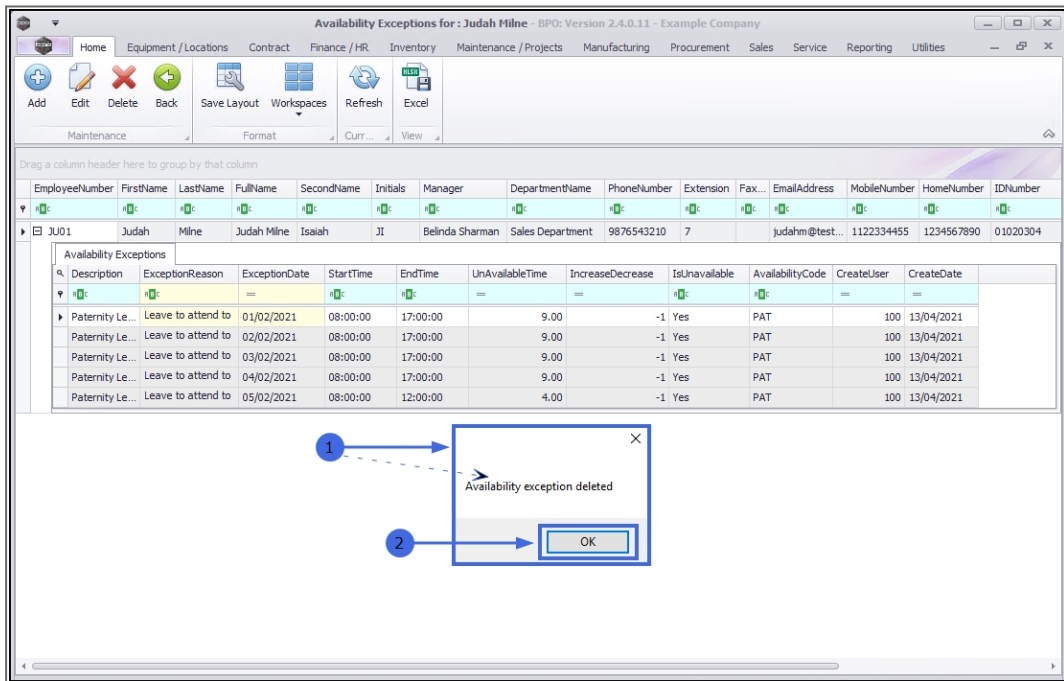 Availability Exceptions for : Judah Milne - BPO: Version 2.4.0.11 - Example Company
Home Equipment / Locations Contract Finance / HR Inventory Maintenance / Projects Manufacturing Procurement Sales Service Reporting Utilities
XLSX
Add Edit Delete Back Save Layout Workspaces Refresh Excel
Maintenance Format Curr... View
Drag a column header here to group by that column
EmployeeNumber FirstName LastName FullName SecondName Initials Manager DepartmentName PhoneNumber Extension Fax... EmailAddress MobileNumber HomeNumber IDNumber
JU01 Judah Milne Judah Milne Isaiah JI Belinda Sharman Sales Department 9876543210 7 judahm@test... 1122334455 1234567890 01020304
Availability Exceptions
Description ExceptionReason ExceptionDate StartTime EndTime UnAvailableTime IncreaseDecrease IsUnavailable AvailabilityCode CreateUser CreateDate
Paternity Le... Leave to attend to 01/02/2021 08:00:00 17:00:00 9.00 -1 Yes PAT 100 13/04/2021
Paternity Le... Leave to attend to 02/02/2021 08:00:00 17:00:00 9.00 -1 Yes PAT 100 13/04/2021
Paternity Le... Leave to attend to 03/02/2021 08:00:00 17:00:00 9.00 -1 Yes PAT 100 13/04/2021
Paternity Le... Leave to attend to 04/02/2021 08:00:00 17:00:00 9.00 -1 Yes PAT 100 13/04/2021
Paternity Le... Leave to attend to 05/02/2021 08:00:00 12:00:00 4.00 -1 Yes PAT 100 13/04/2021
1
Availability exception deleted
2 OK